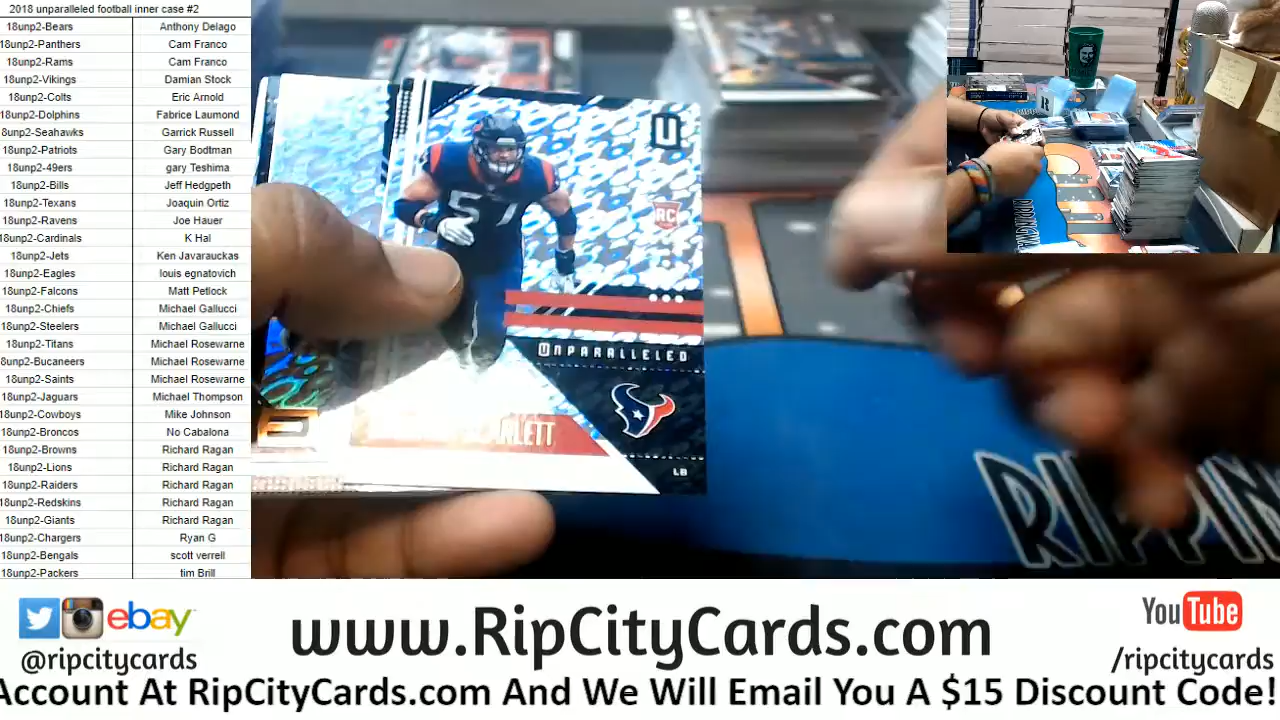 2018 unparalleled football inner case #2
18unp2-Bears Anthony Delago
18unp2-Panthers Cam Franco
18unp2-Rams Cam Franco
18unp2-Vikings Damian Stock
18unp2-Colts Eric Arnold
18unp2-Dolphins Fabrice Laumond
8unp2-Seahawks Garrick Russell
18unp2-Patriots Gary Bodtman
18unp2-49ers gary Teshima
18unp2-Bills Jeff Hedgpeth
18unp2-Texans Joaquin Ortiz
18unp2-Ravens Joe Hauer
8unp2-Cardinals K Hal
18unp2-Jets Ken Javarauckas
18unp2-Eagles louis egnatovich
18unp2-Falcons Matt Petlock
18unp2-Chiefs Michael Gallucci
18unp2-Steelers Michael Gallucci
18unp2-Titans Michael Rosewarne
8unp2-Bucaneers Michael Rosewarne
18unp2-Saints Michael Rosewarne
18unp2-Jaguars Michael Thompson
18unp2-Cowboys Mike Johnson
18unp2-Broncos No Cabalona
18unp2-Browns Richard Ragan
18unp2-Lions Richard Ragan
18unp2-Raiders Richard Ragan
18unp2-Redskins Richard Ragan
18unp2-Giants Richard Ragan
18unp2-Chargers Ryan G
18unp2-Bengals scott verrell
18unp2-Packers tim Brill
U
57
RC
UNPARALLELED
LB
RIPPIN
ebay
@ripcitycards
www.RipCityCards.com
YouTube
/ripcitycards
Account At RipCityCards.com And We Will Email You A $15 Discount Code!